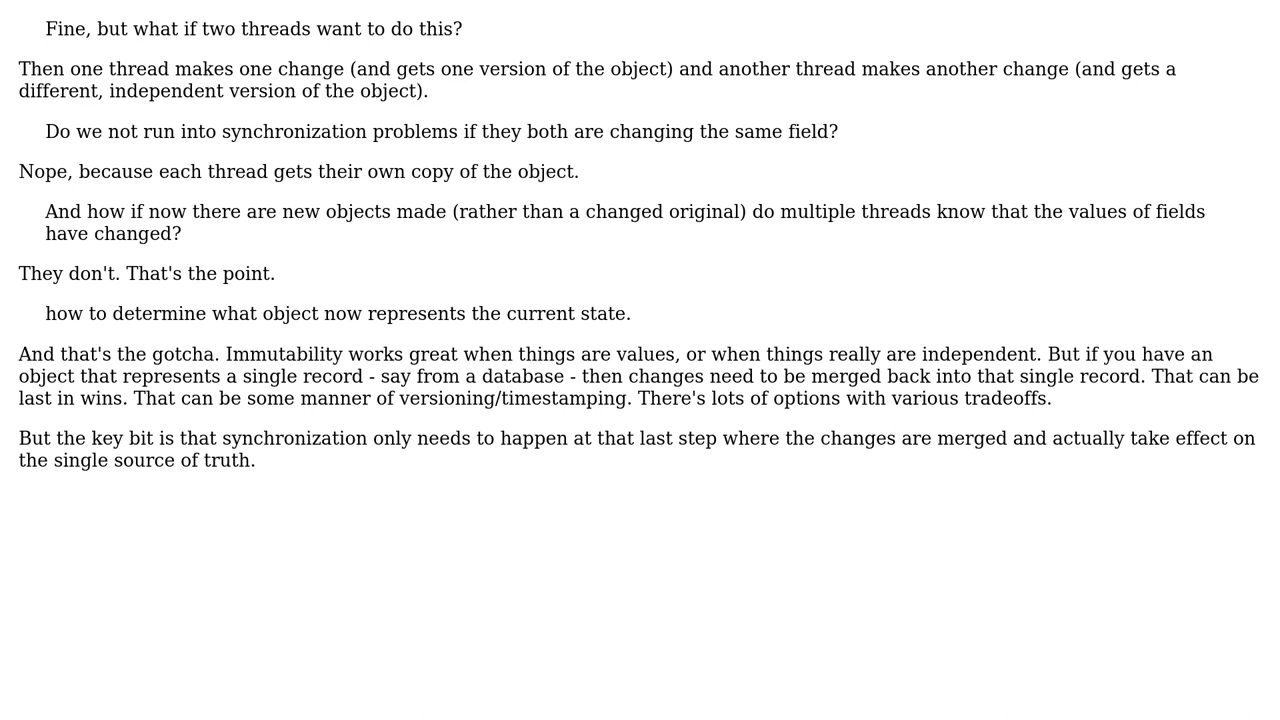 Fine, but what if two threads want to do this?
Then one thread makes one change (and gets one version of the object) and another thread makes another change (and gets a
different, independent version of the object).
Do we not run into synchronization problems if they both are changing the same field?
Nope, because each thread gets their own copy of the object.
And how if now there are new objects made (rather than a changed original) do multiple threads know that the values of fields
have changed?
They don't. That's the point.
how to determine what object now represents the current state.
And that's the gotcha. Immutability works great when things are values, or when things really are independent. But if you have an
object that represents a single record - say from a database - then changes need to be merged back into that single record. That can be
last in wins. That can be some manner of versioning/timestamping. There's lots of options with various tradeoffs.
But the key bit is that synchronization only needs to happen at that last step where the changes are merged and actually take effect on
the single source of truth.